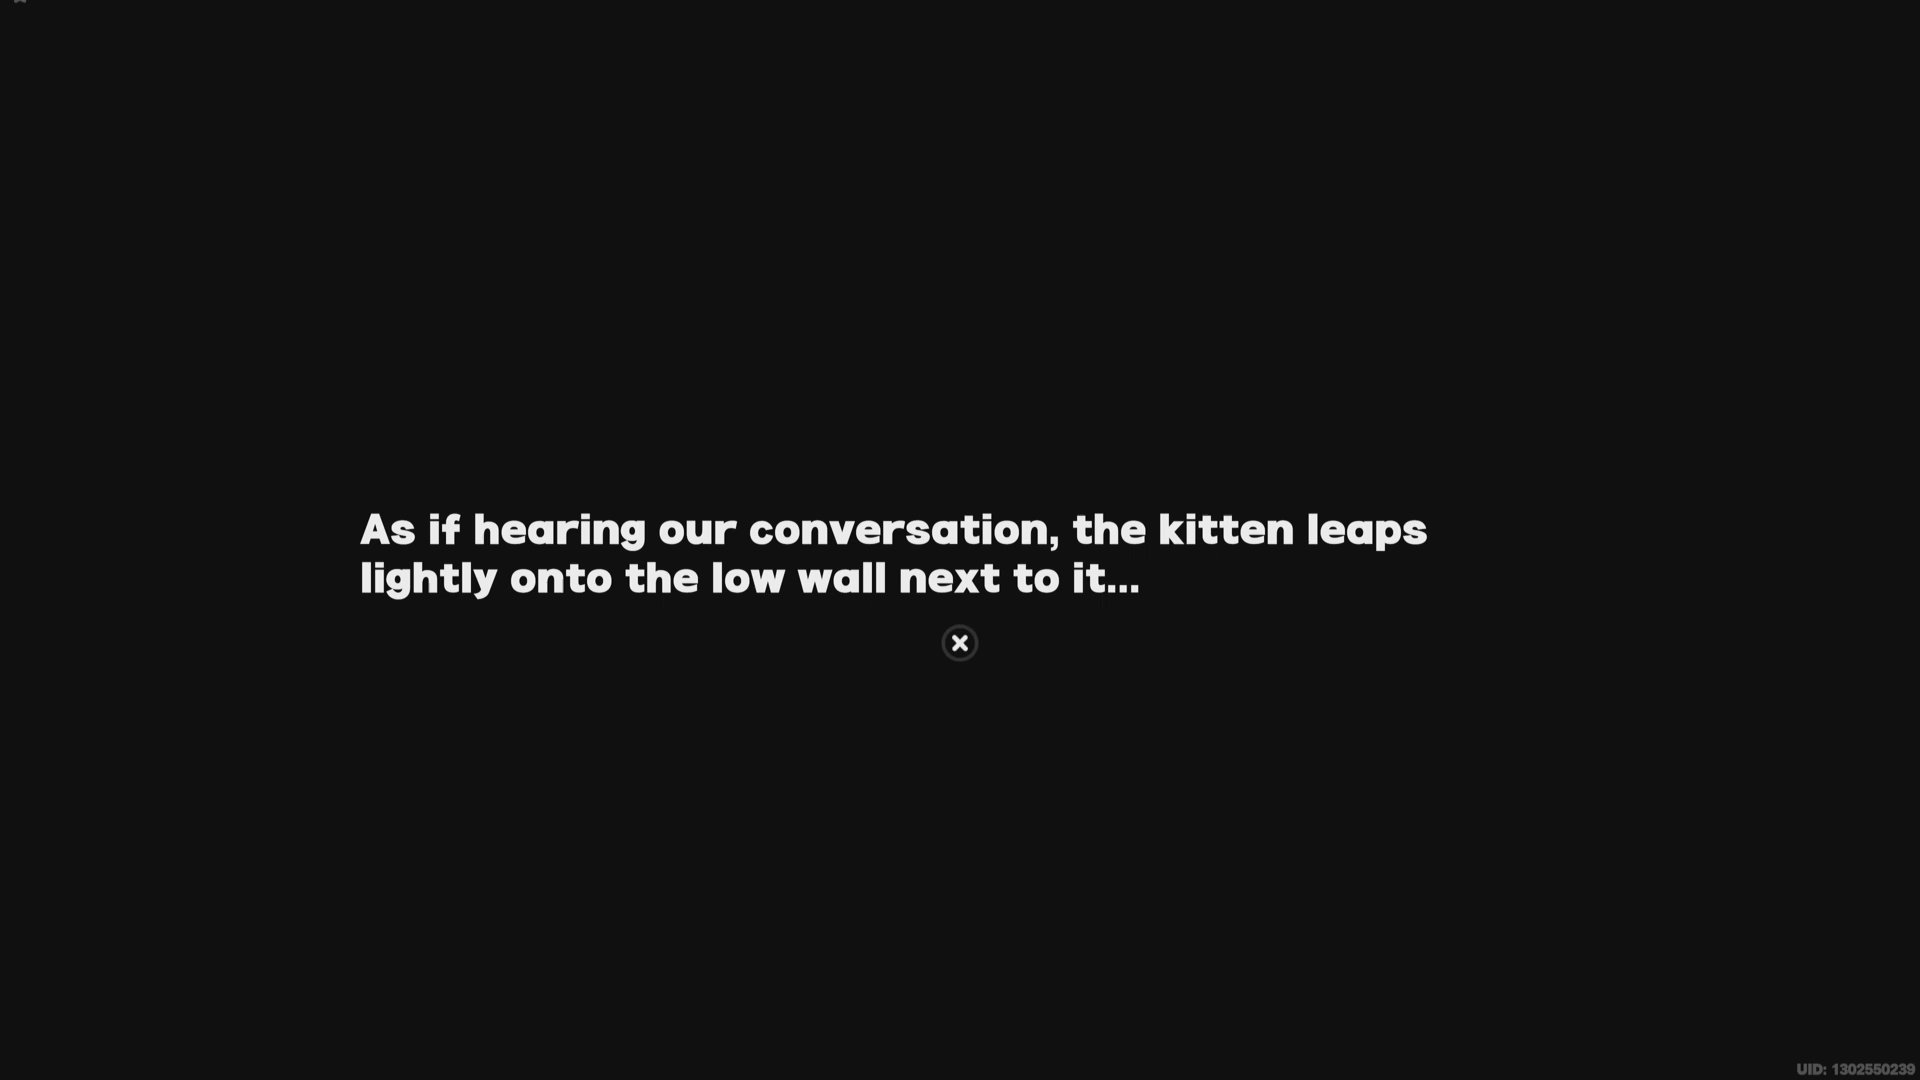 As if hearing our conversation, the kitten leaps
lightly onto the low wall next to it...
UID: 1302550239